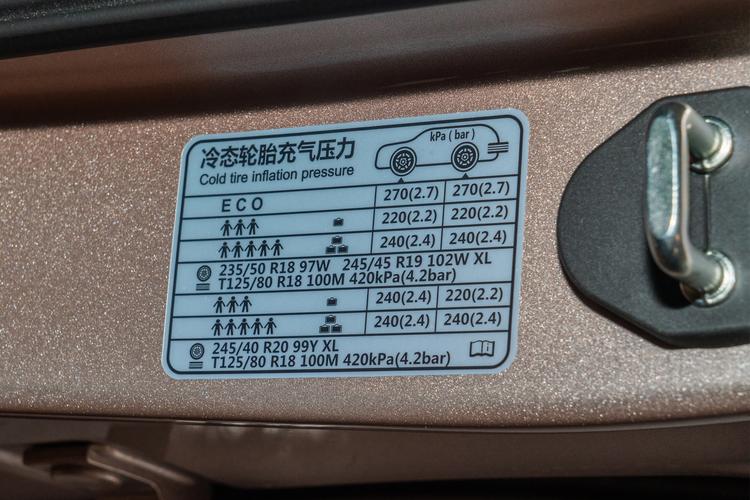 冷态轮胎充气压力 kPa (bar)
Cold tire inflation pressure
ECO 270(2.7) 270(2.7)
220(2.2) 220(2.2)
240(2.4) 240(2.4)
235/50 R18 97W 245/45 R19 102W XL
T125/80 R18 100M 420kPa(4.2bar)
240(2.4) 220(2.2)
240(2.4) 240(2.4)
245/40 R20 99Y XL
T125/80 R18 100M 420kPa(4.2bar)